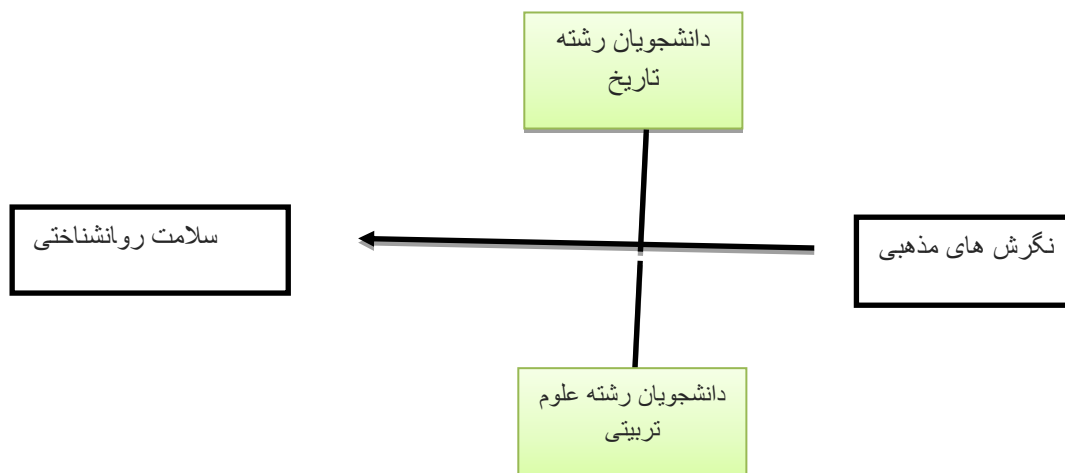 دانشجویان رشته
تاریخ
نگرش های مذهبی
سلامت روانشناختی
دانشجویان رشته علوم
تربیتی